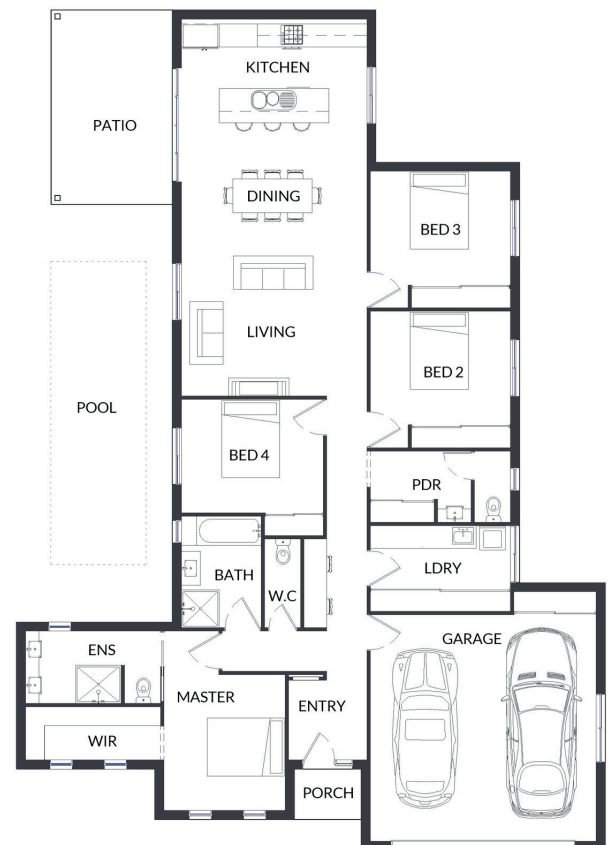 KITCHEN
PATIO
DINING
BED 3
LIVING
BED 2
POOL
BED 4
PDR
BATH
W.C
LDRY
GARAGE
ENS
MASTER
ENTRY
WIR
PORCH